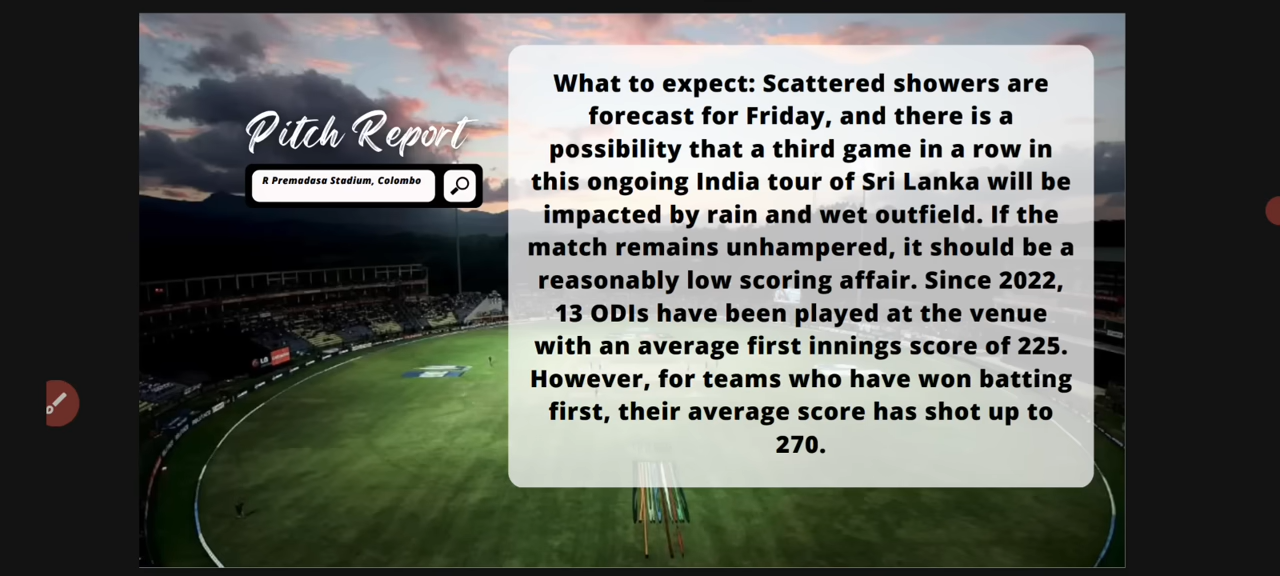 Pitch Report
R Premadasa Stadium, Colombo
What to expect: Scattered showers are
forecast for Friday, and there is a
possibility that a third game in a row in
this ongoing India tour of Sri Lanka will be
impacted by rain and wet outfield. If the
match remains unhampered, it should be a
reasonably low scoring affair. Since 2022,
13 ODIs have been played at the venue
with an average first innings score of 225.
However, for teams who have won batting
first, their average score has shot up to
270.
LG